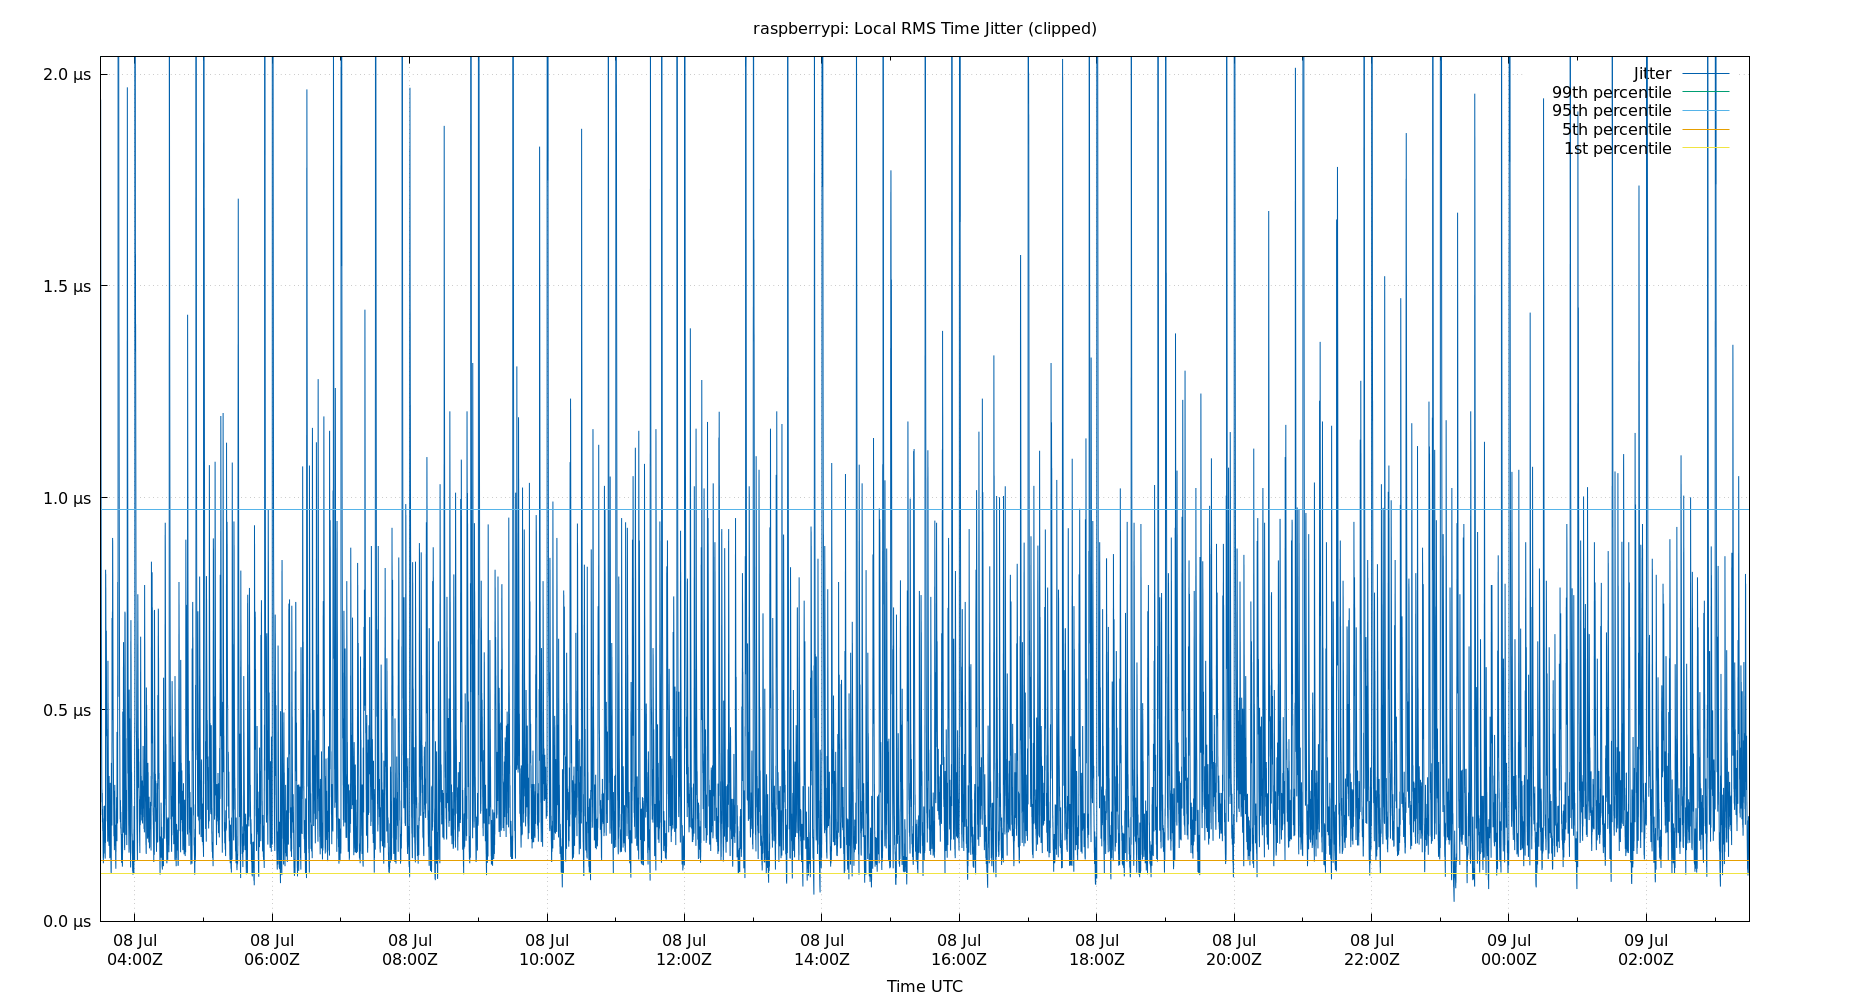 raspberrypi: Local RMS Time Jitter (clipped)
2.0 µs
1.5 µs
1.0 µs
0.5 µs
0.0 µs
Jitter
99th percentile
95th percentile
5th percentile
1st percentile
08 Jul 08 Jul 08 Jul 08 Jul 08 Jul 08 Jul 08 Jul 08 Jul 08 Jul 08 Jul 09 Jul 09 Jul
04:00Z 06:00Z 08:00Z 10:00Z 12:00Z 14:00Z 16:00Z 18:00Z 20:00Z 22:00Z 00:00Z 02:00Z
Time UTC